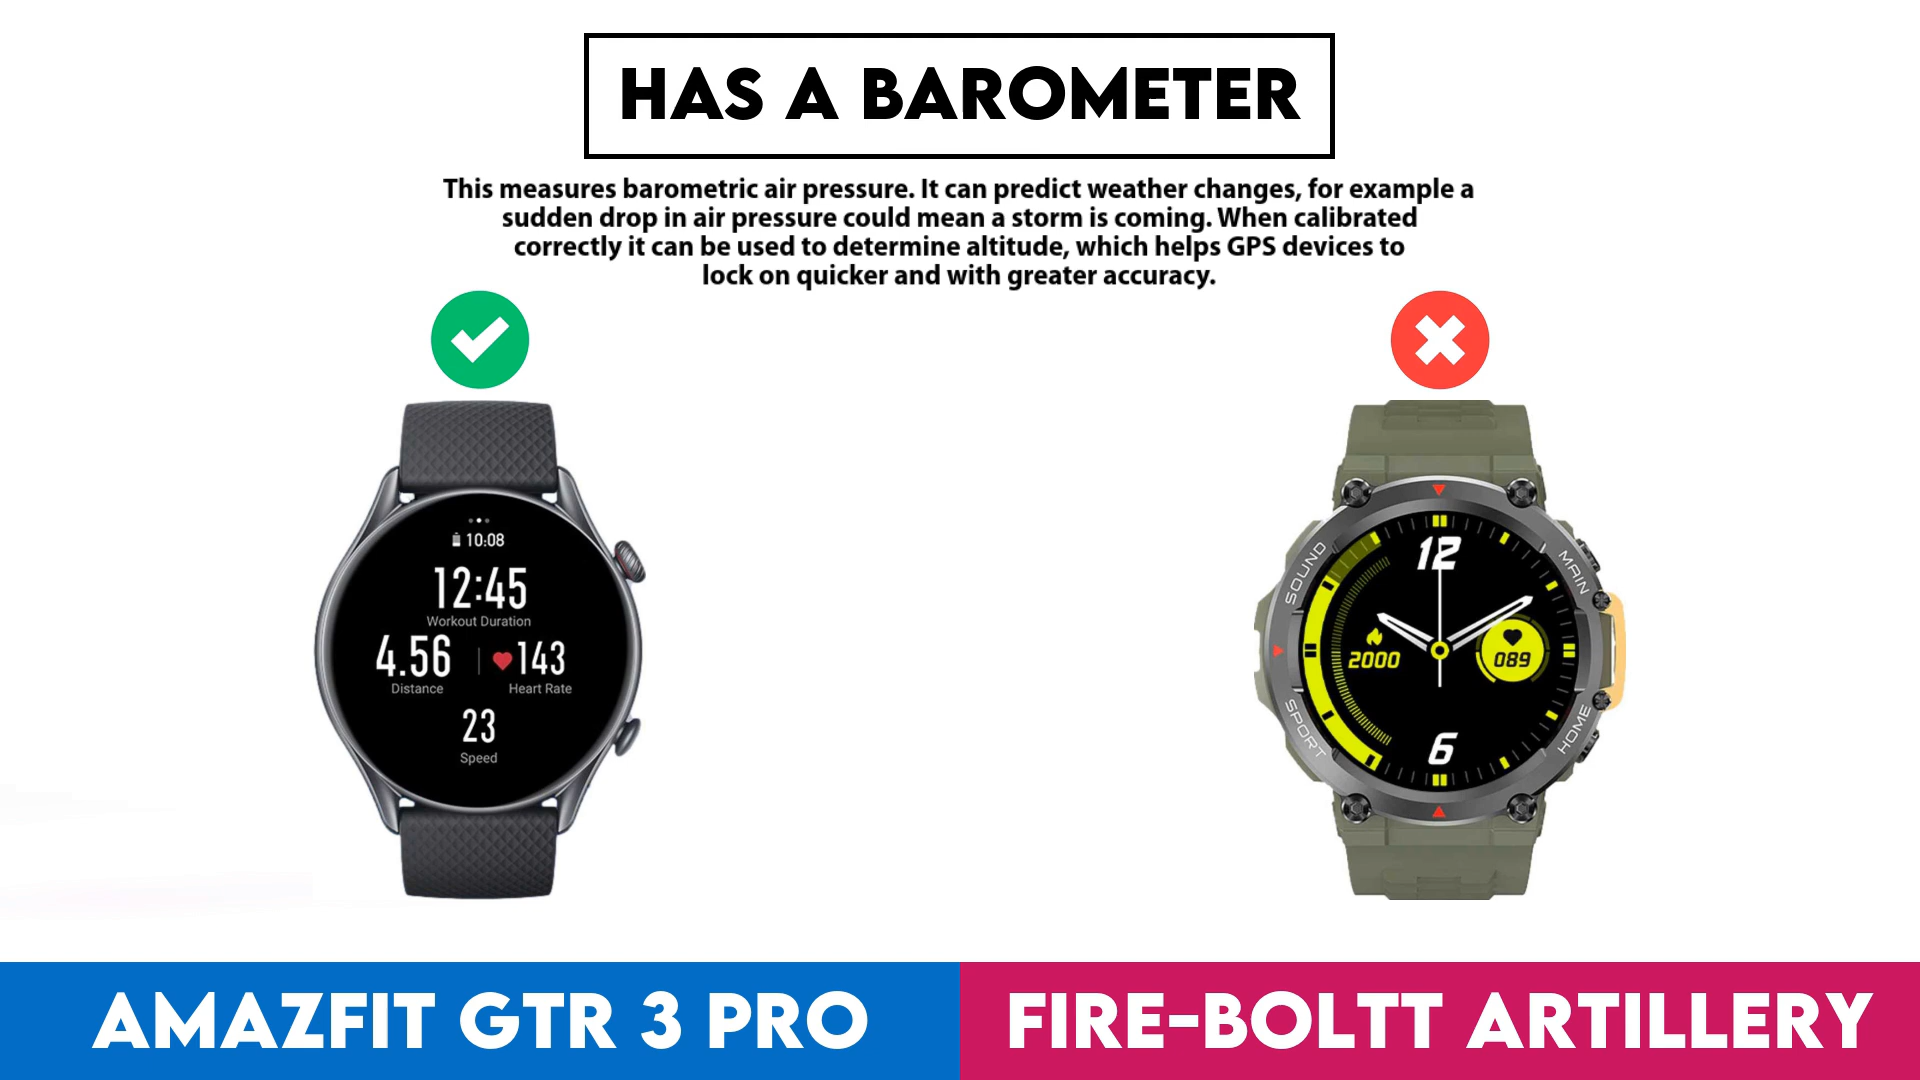 HAS A BAROMETER
This measures barometric air pressure. It can predict weather changes, for example a
sudden drop in air pressure could mean a storm is coming. When calibrated
correctly it can be used to determine altitude, which helps GPS devices to
lock on quicker and with greater accuracy.
10:08
12:45
Workout Duration
4.56 143
Distance Heart Rate
23
Speed
SOUND
MAIN
12
2000
089
6
SPORT
HOME
AMAZFIT GTR 3 PRO
FIRE-BOLTT ARTILLERY